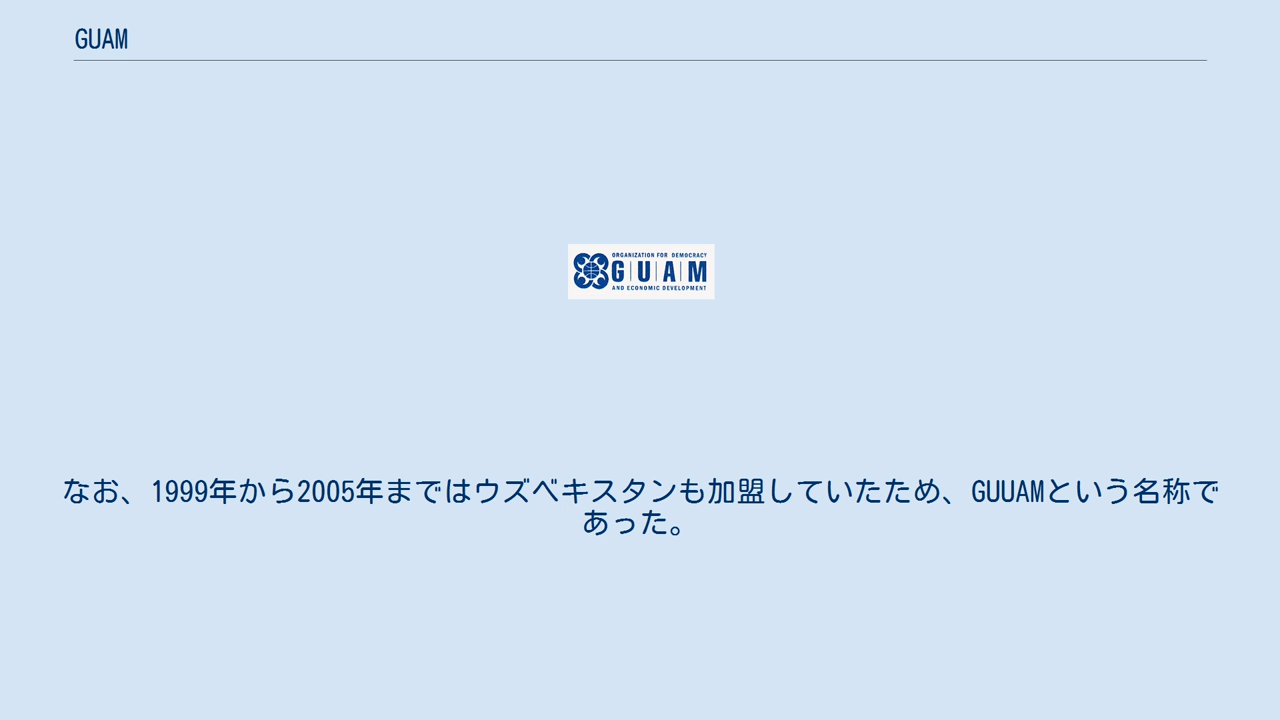 GUAM
ORGANIZATION FOR DEMOCRACY
G|U|A|M
AND ECONOMIC DEVELOPMENT
なお、1999年から2005年まではウズベキスタンも加盟していたため、GUUAMという名称で
あった。